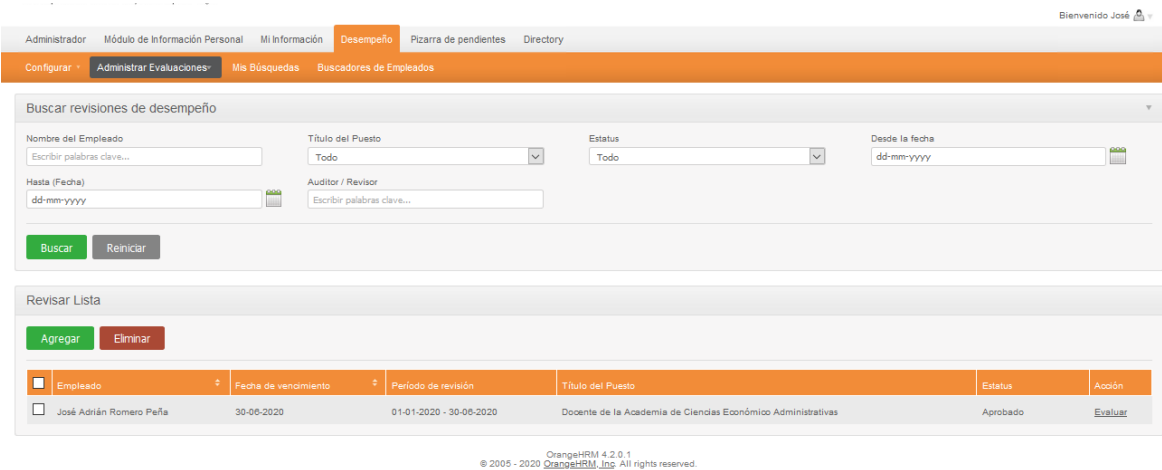 Bienvenido José
Administrador Módulo de Información Personal Mi Información Desempeño Pizarra de pendientes Directory
Configurar Administrar Evaluaciones Mis Búsquedas Buscadores de Empleados
Buscar revisiones de desempeño
Nombre del Empleado Título del Puesto Estatus Desde la fecha
Escribir palabras clave... Todo Todo dd-mm-yyyy
Hasta (Fecha) Auditor / Revisor
dd-mm-yyyy Escribir palabras clave...
Buscar Reiniciar
Revisar Lista
Agregar Eliminar
Empleado Fecha de vencimiento Período de revisión Título del Puesto Estatus Acción
José Adrián Romero Peña 30-06-2020 01-01-2020 - 30-06-2020 Docente de la Academia de Ciencias Económico Administrativas Aprobado Evaluar
OrangeHRM 4.2.0.1
© 2005 - 2020 OrangeHRM, Inc. All rights reserved.